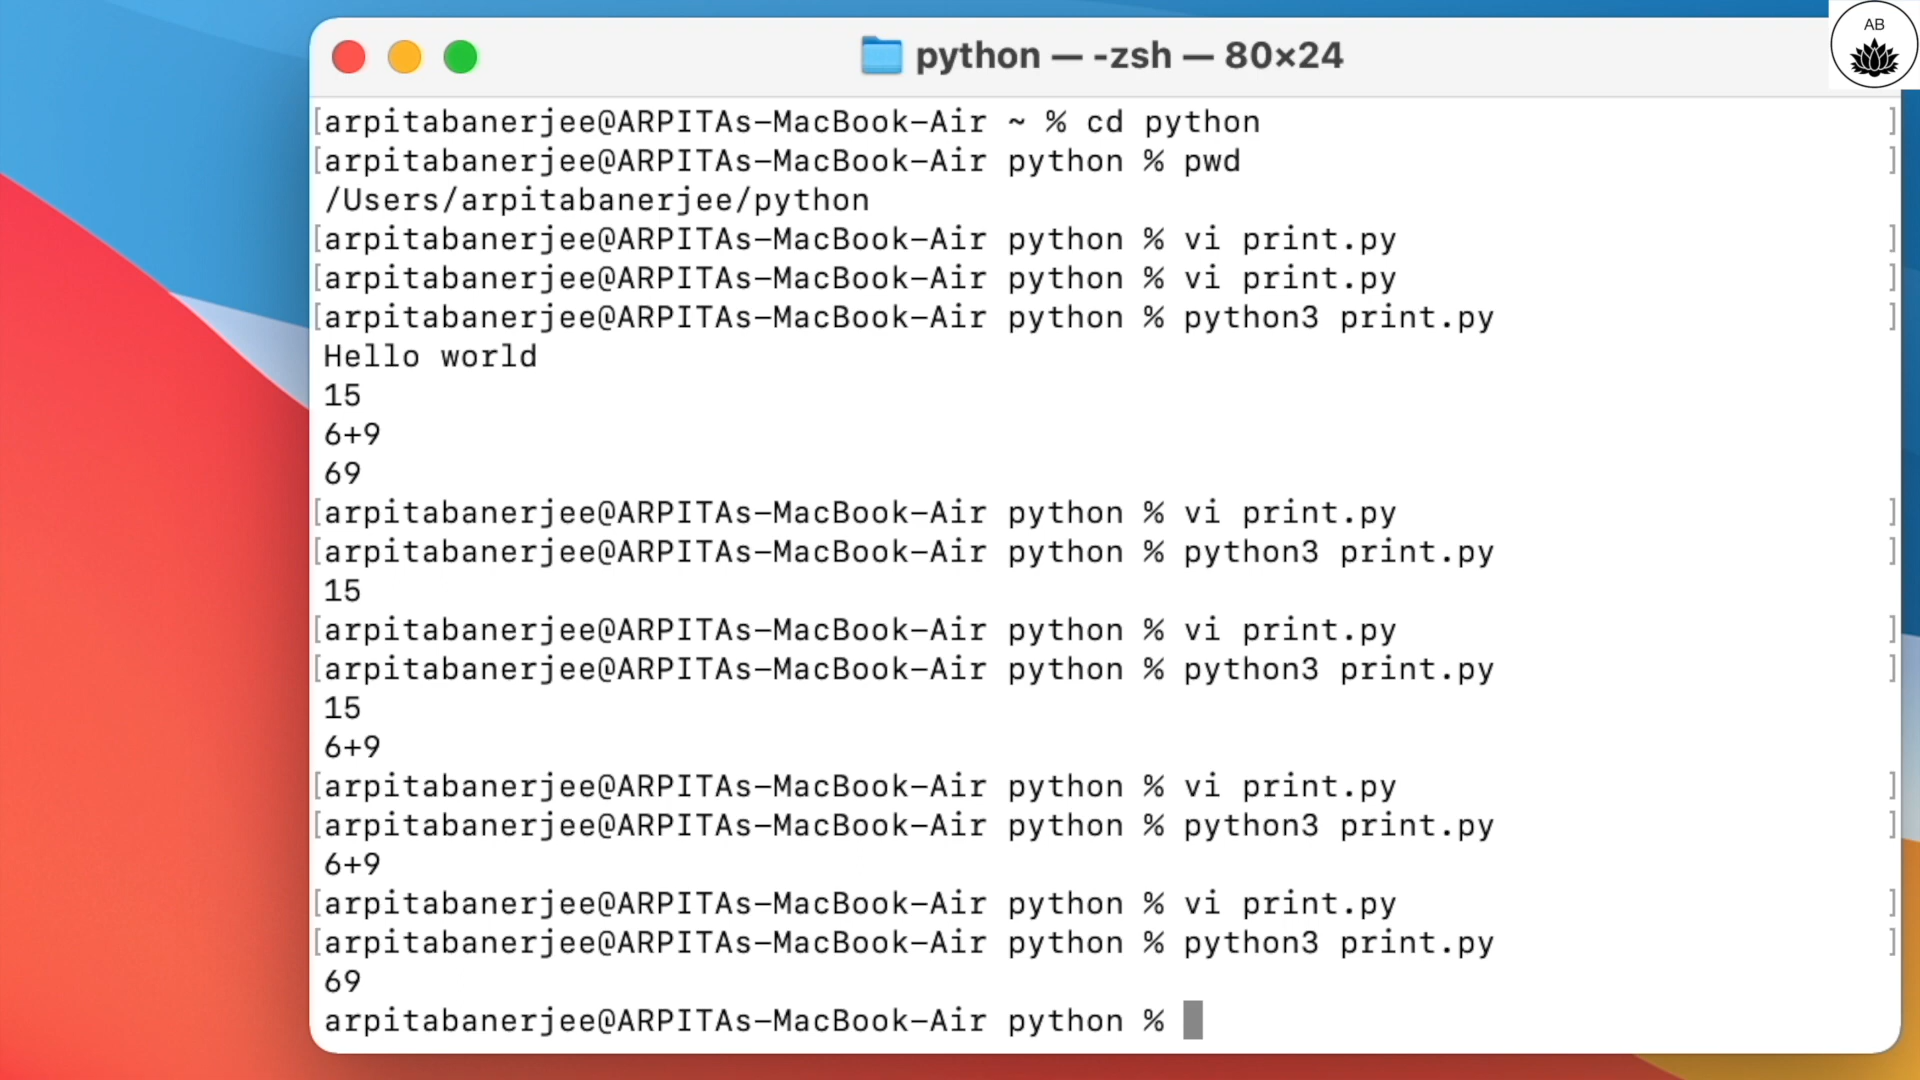 AB
python — -zsh — 80×24
[arpitabanerjee@ARPITAs-MacBook-Air ~ % cd python ]
[arpitabanerjee@ARPITAs-MacBook-Air python % pwd ]
/Users/arpitabanerjee/python
[arpitabanerjee@ARPITAs-MacBook-Air python % vi print.py ]
[arpitabanerjee@ARPITAs-MacBook-Air python % vi print.py ]
[arpitabanerjee@ARPITAs-MacBook-Air python % python3 print.py ]
Hello world
15
6+9
69
[arpitabanerjee@ARPITAs-MacBook-Air python % vi print.py ]
[arpitabanerjee@ARPITAs-MacBook-Air python % python3 print.py ]
15
[arpitabanerjee@ARPITAs-MacBook-Air python % vi print.py ]
[arpitabanerjee@ARPITAs-MacBook-Air python % python3 print.py ]
15
6+9
[arpitabanerjee@ARPITAs-MacBook-Air python % vi print.py ]
[arpitabanerjee@ARPITAs-MacBook-Air python % python3 print.py ]
6+9
[arpitabanerjee@ARPITAs-MacBook-Air python % vi print.py ]
[arpitabanerjee@ARPITAs-MacBook-Air python % python3 print.py ]
69
arpitabanerjee@ARPITAs-MacBook-Air python %